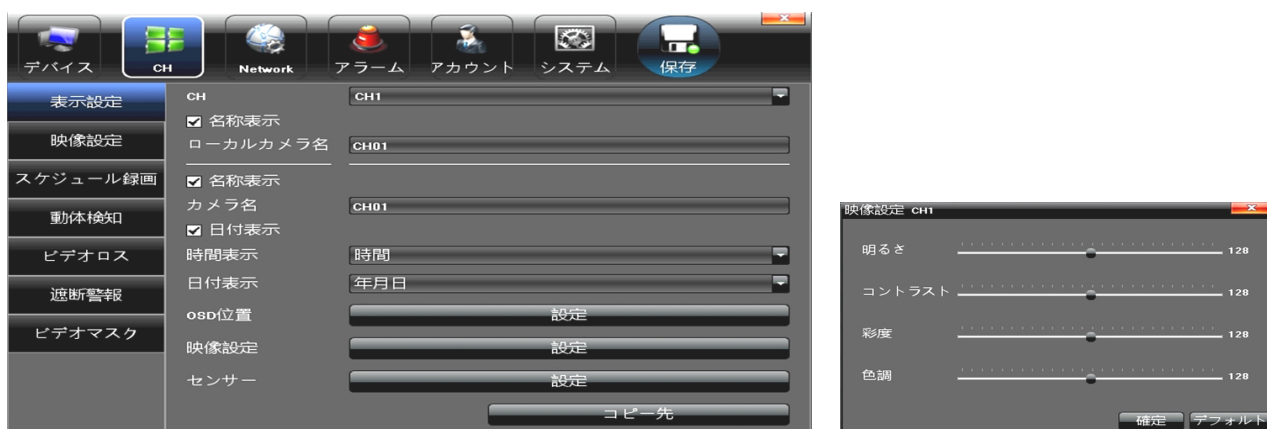 デバイス CH Network アラーム アカウント システム 保存
表示設定
映像設定
スケジュール録画
動体検知
ビデオロス
遮断警報
ビデオマスク
CH CH1
名称表示
ローカルカメラ名 CH01
名称表示
カメラ名 CH01
日付表示
時間表示 時間
日付表示 年月日
OSD位置 設定
映像設定 設定
センサー 設定
コピー先
映像設定 CH1
明るさ 128
コントラスト 128
彩度 128
色調 128
確定 デフォルト